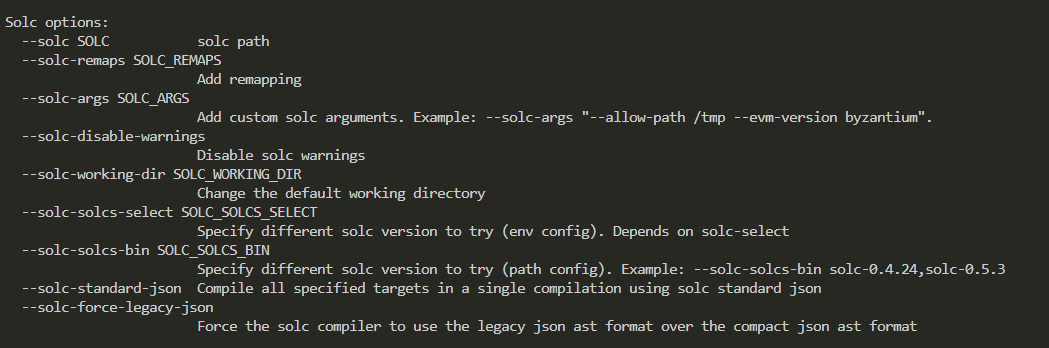 Solc options:
--solc SOLC solc path
--solc-remaps SOLC_REMAPS
Add remapping
--solc-args SOLC_ARGS
Add custom solc arguments. Example: --solc-args "--allow-path /tmp --evm-version byzantium".
--solc-disable-warnings
Disable solc warnings
--solc-working-dir SOLC_WORKING_DIR
Change the default working directory
--solc-solcs-select SOLC_SOLCS_SELECT
Specify different solc version to try (env config). Depends on solc-select
--solc-solcs-bin SOLC_SOLCS_BIN
Specify different solc version to try (path config). Example: --solc-solcs-bin solc-0.4.24,solc-0.5.3
--solc-standard-json Compile all specified targets in a single compilation using solc standard json
--solc-force-legacy-json
Force the solc compiler to use the legacy json ast format over the compact json ast format